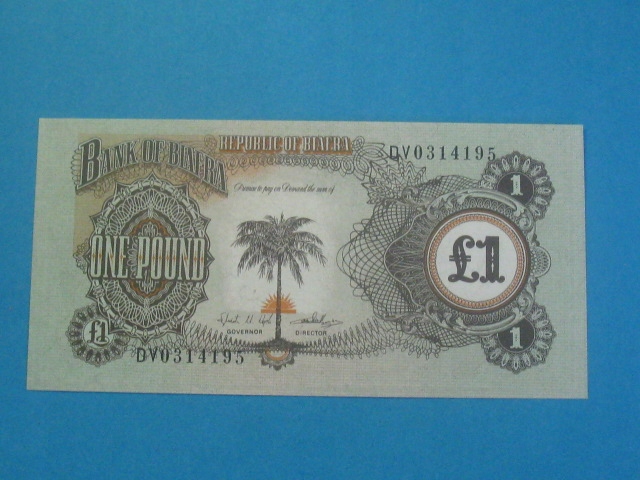 REPUBLIC OF BIAFRA
BANK OF BIAFRA
DV0314195
1
Promise to pay on Demand the sum of
ONE POUND
£1
GOVERNOR DIRECTOR
£1
1
DV0314195